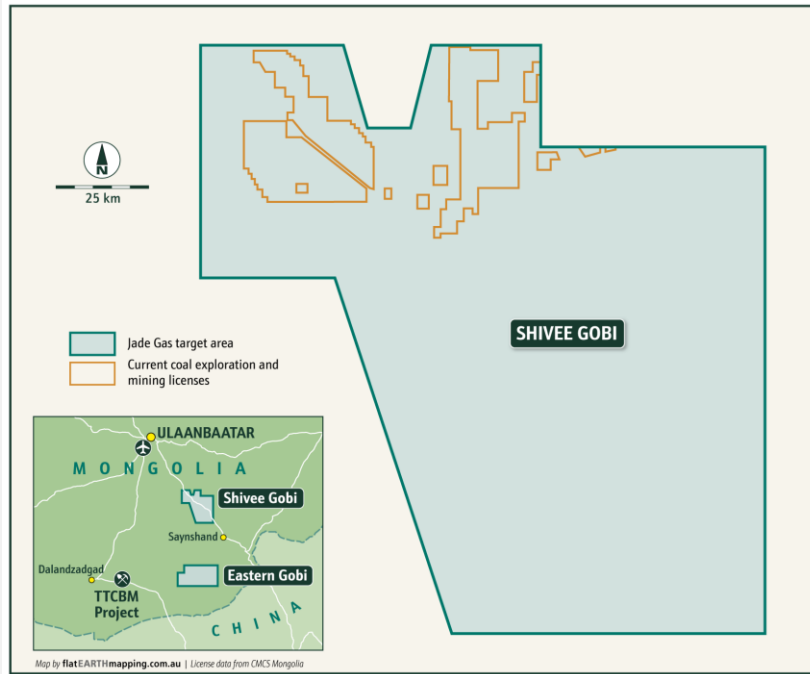 N
25 km
SHIVEE GOBI
Jade Gas target area
Current coal exploration and
mining licenses
ULAANBAATAR
MONGOLIA
Shivee Gobi
Saynshand
Dalandzadgad
Eastern Gobi
TTCBM
Project
CHINA
Map by flatEARTHmapping.com.au | License data from CMCS Mongolia